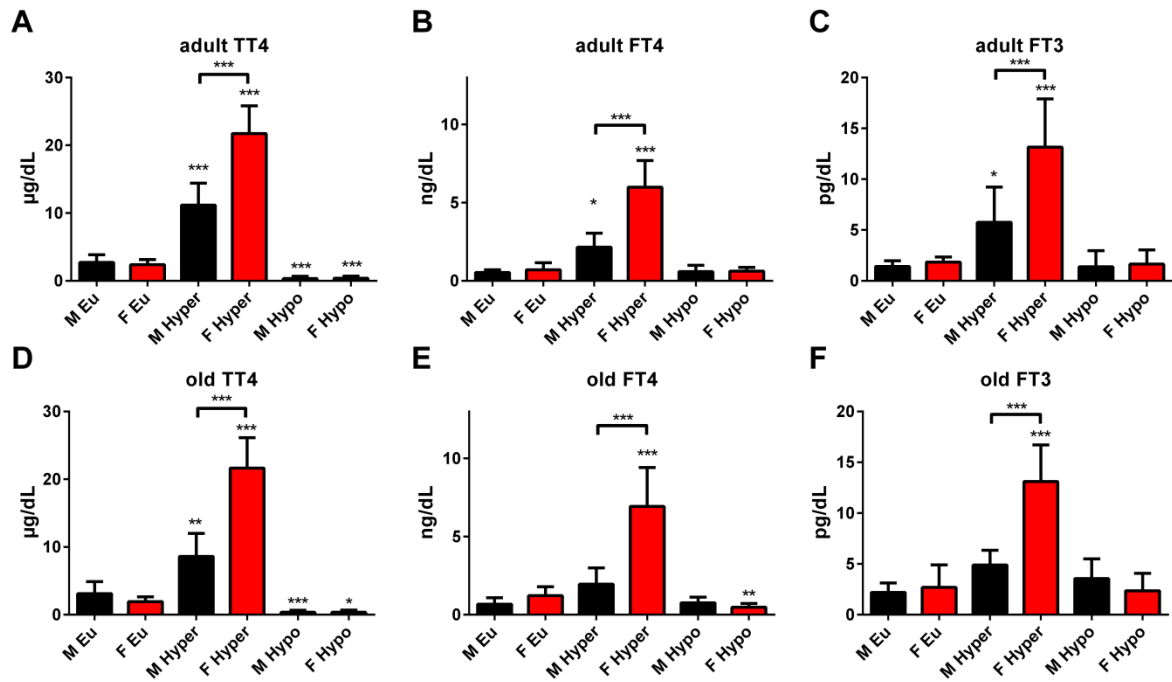 A
adult TT4
µg/dL
30
20
10
0
***
***
***
***
***
M Eu
F Eu
M Hyper
F Hyper
M Hypo
F Hypo
B
adult FT4
ng/dL
10
5
0
***
*
***
M Eu
F Eu
M Hyper
F Hyper
M Hypo
F Hypo
C
adult FT3
pg/dL
20
15
10
5
0
***
*
***
M Eu
F Eu
M Hyper
F Hyper
M Hypo
F Hypo
D
old TT4
µg/dL
30
20
10
0
***
**
***
***
*
M Eu
F Eu
M Hyper
F Hyper
M Hypo
F Hypo
E
old FT4
ng/dL
10
5
0
***
***
**
M Eu
F Eu
M Hyper
F Hyper
M Hypo
F Hypo
F
old FT3
pg/dL
20
15
10
5
0
***
***
M Eu
F Eu
M Hyper
F Hyper
M Hypo
F Hypo